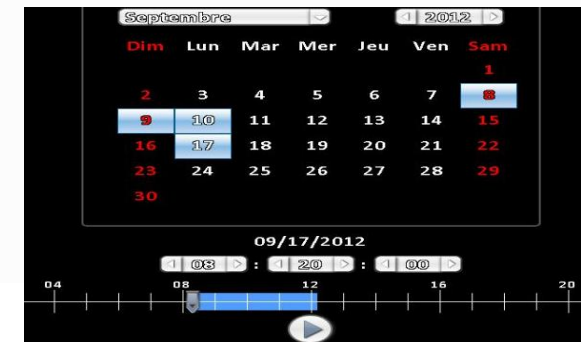 Septembre 2012
Dim Lun Mar Mer Jeu Ven Sam
1
2 3 4 5 6 7 8
9 10 11 12 13 14 15
16 17 18 19 20 21 22
23 24 25 26 27 28 29
30
09/17/2012
08 : 20 : 00
04 08 12 16 20